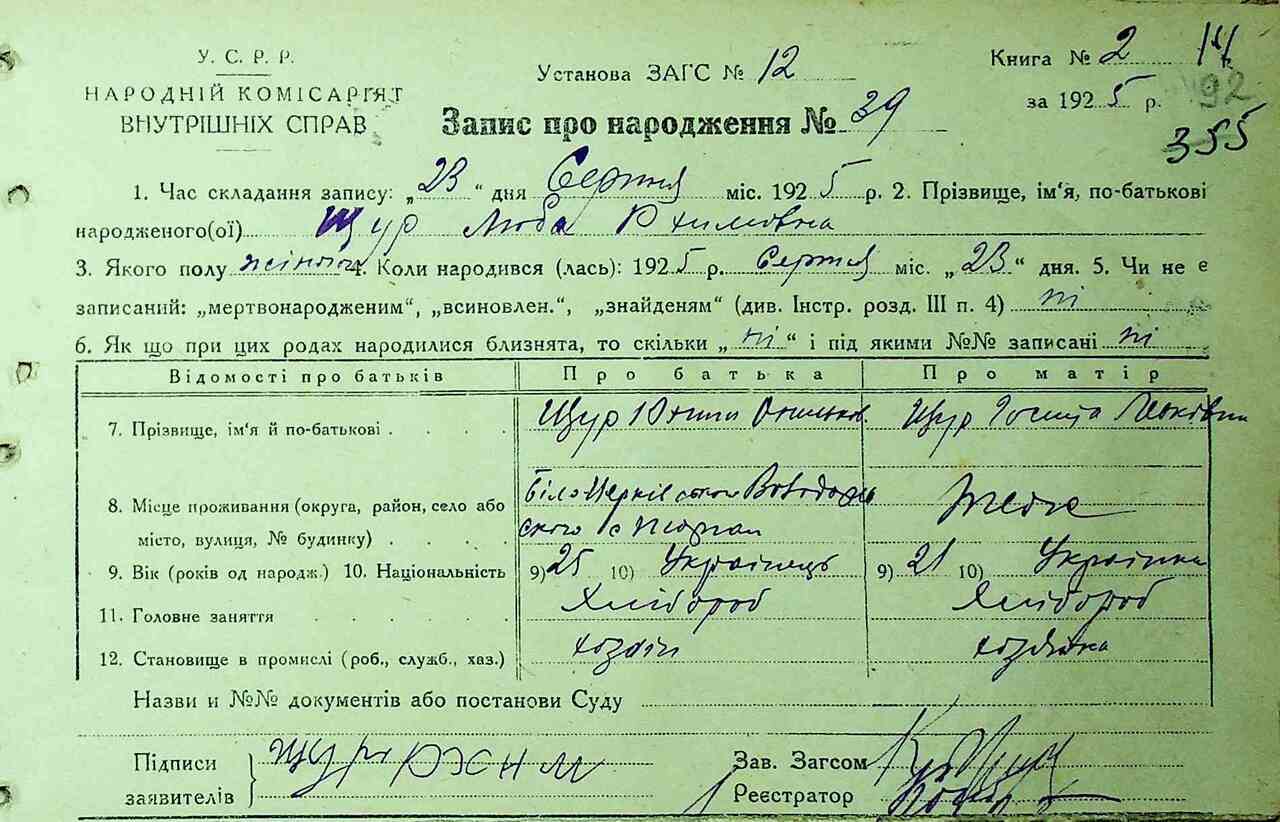 У. С. Р. Р.
НАРОДНІЙ КОМІСАРІЯТ
ВНУТРІШНІХ СПРАВ
Установа ЗАГС № 12
Книга № 2 14
за 1925 р. 92
355
Запис про народження № 39
1. Час складання запису: „23“ дня Серпня міс. 1925 р. 2. Прізвище, ім'я, по-батькові
народженого(ої) Щур Люба Юхимовна
3. Якого полу жіночого 4. Коли народився (лась): 1925 р. Серпня міс. „23“ дня. 5. Чи не є
записаний: „мертвонародженим“, „всиновлен.“, „знайденям“ (див. Інстр. розд. III п. 4) ні
6. Як що при цих родах народилися близнята, то скільки „ні“ і під якими №№ записані ні
Відомості про батьків Про батька Про матір
7. Прізвище, ім'я й по-батькові Щур Юхим Щур
8. Місце проживання (округа, район, село або Біло Церків
місто, вулиця, № будинку) ского с
9. Вік (років од народж.) 10. Національність 9) 25 10) Українець 9) 21 10) Українка
11. Головне заняття Хлібороб Хлібороб
12. Становище в промислі (роб., служб., хаз.) хозяін хозяйка
Назви и №№ документів або постанови Суду
Підписи Щур Зав. Загсом
заявителів Реєстратор